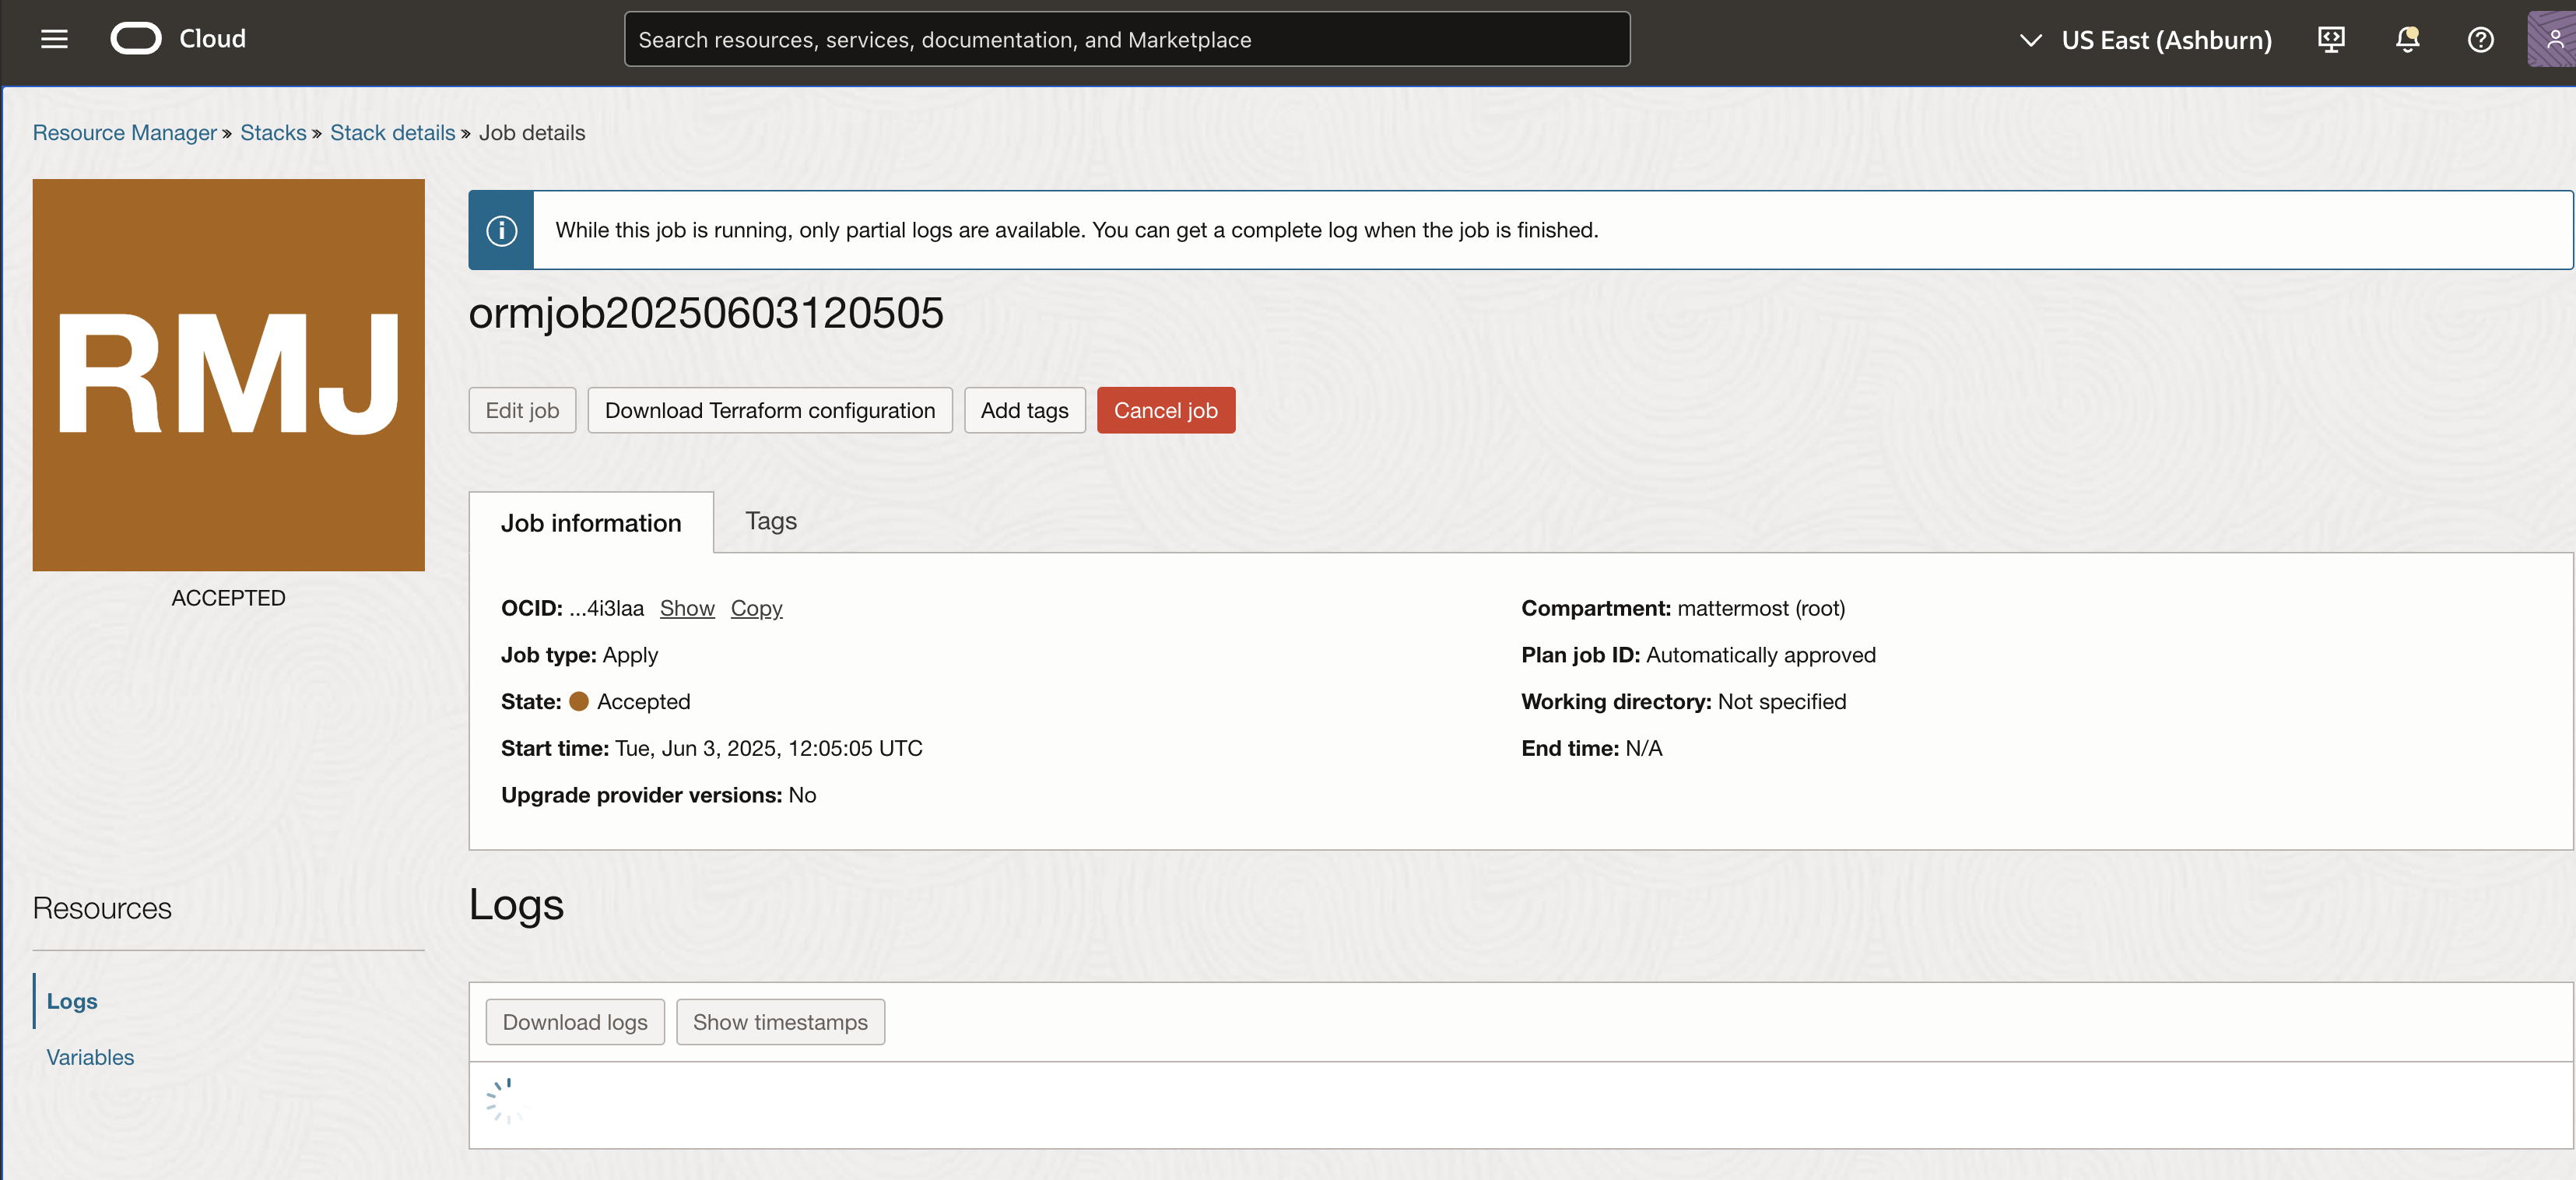 Cloud
Search resources, services, documentation, and Marketplace
US East (Ashburn)
Resource Manager » Stacks » Stack details » Job details
RMJ
ACCEPTED
While this job is running, only partial logs are available. You can get a complete log when the job is finished.
ormjob20250603120505
Edit job
Download Terraform configuration
Add tags
Cancel job
Job information
Tags
OCID: ...4i3laa Show Copy
Job type: Apply
State: Accepted
Start time: Tue, Jun 3, 2025, 12:05:05 UTC
Upgrade provider versions: No
Compartment: mattermost (root)
Plan job ID: Automatically approved
Working directory: Not specified
End time: N/A
Resources
Logs
Variables
Logs
Download logs
Show timestamps